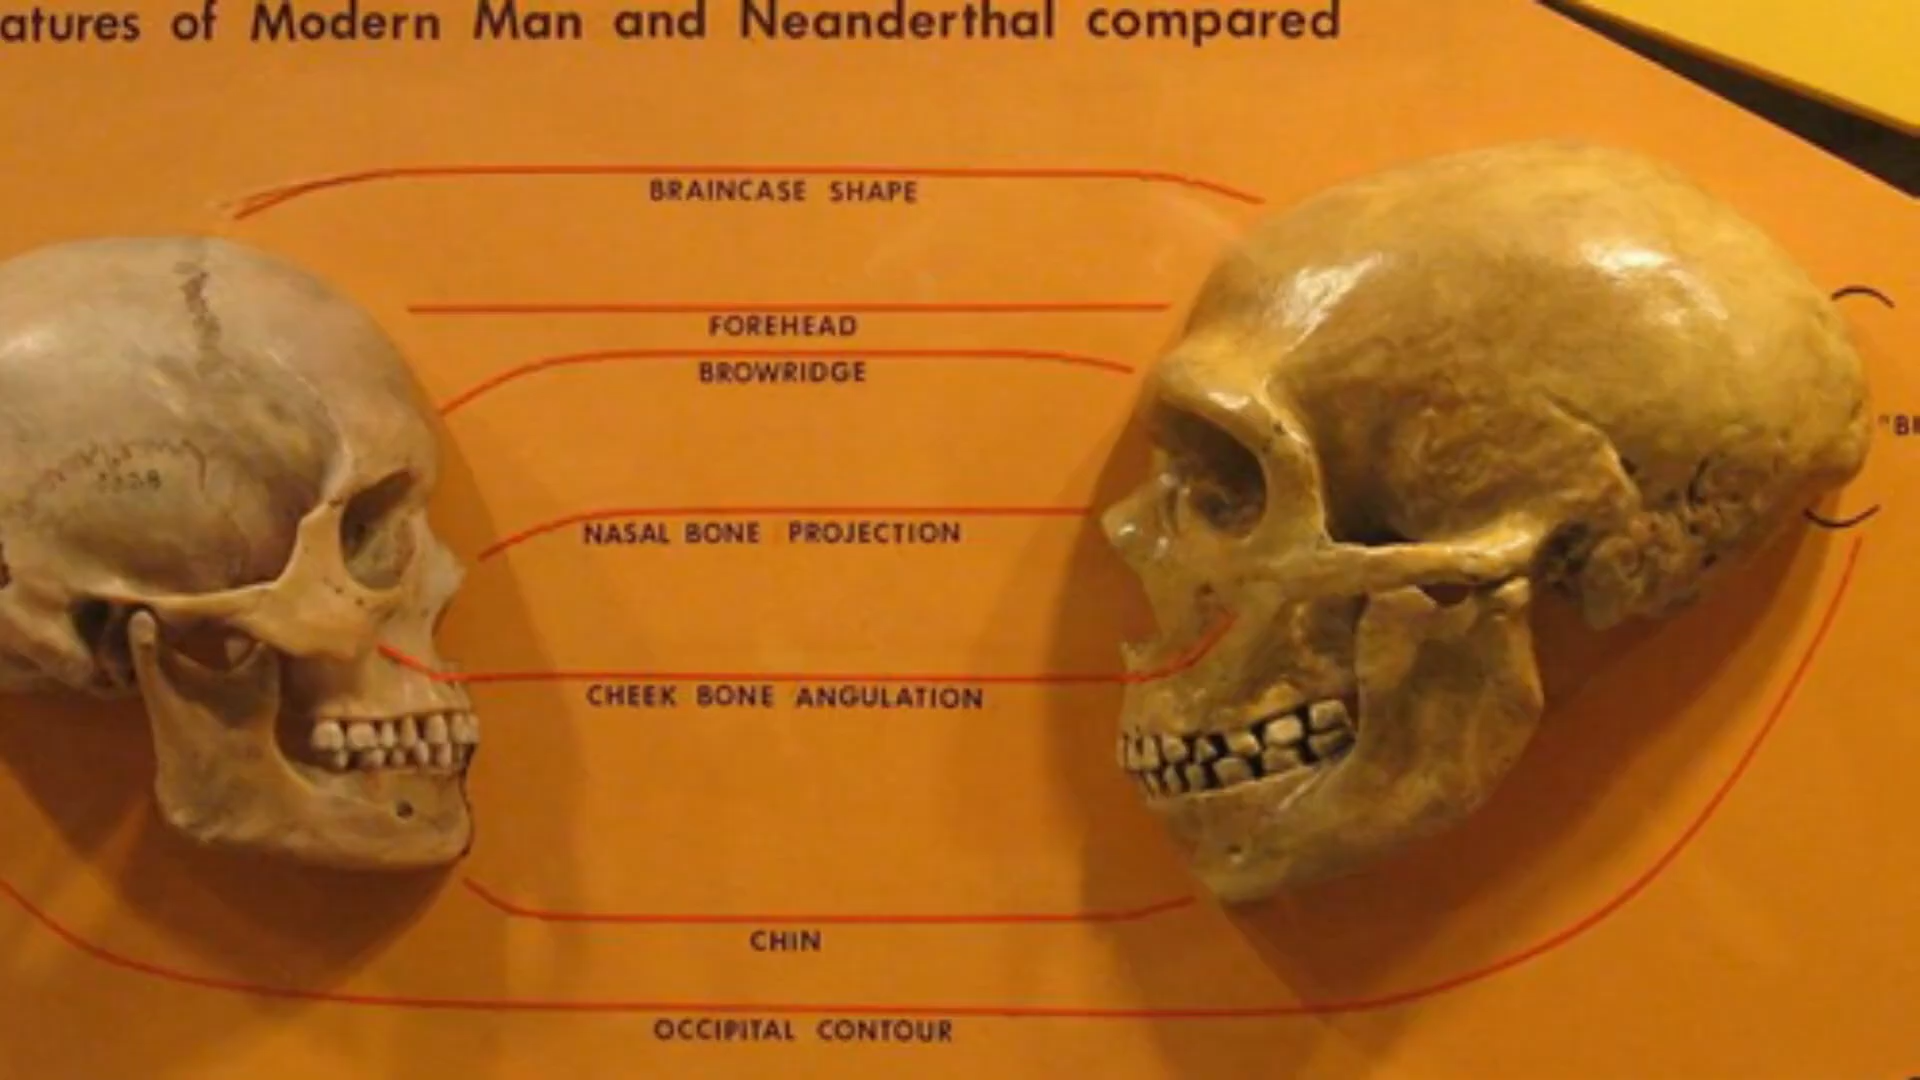 atures of Modern Man and Neanderthal compared
BRAINCASE SHAPE
FOREHEAD
BROWRIDGE
NASAL BONE PROJECTION
CHEEK BONE ANGULATION
CHIN
OCCIPITAL CONTOUR